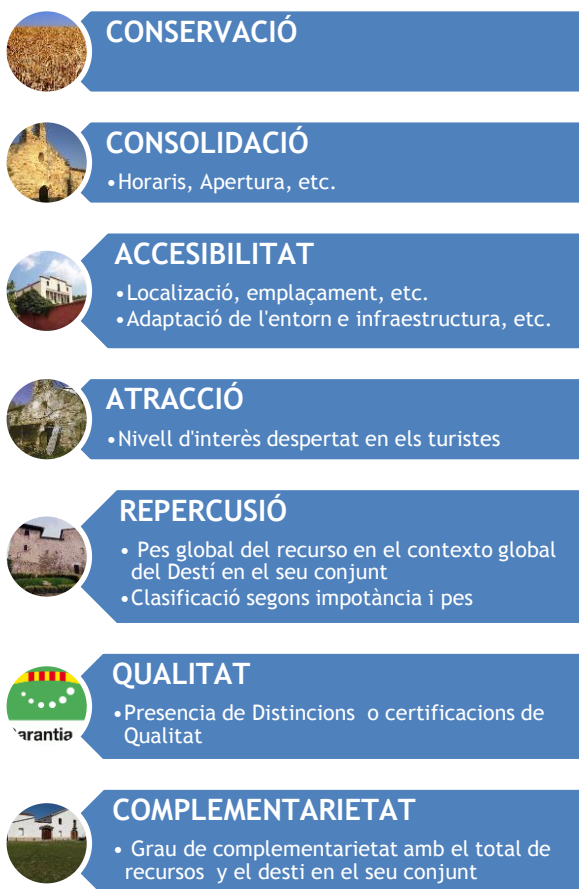 CONSERVACIÓ
CONSOLIDACIÓ
•Horaris, Apertura, etc.
ACCESIBILITAT
•Localizació, emplaçament, etc.
•Adaptació de l'entorn e infraestructura, etc.
ATRACCIÓ
•Nivell d'interès despertat en els turistes
REPERCUSIÓ
• Pes global del recurso en el contexto global
del Destí en el seu conjunt
•Clasificació segons impotància i pes
QUALITAT
•Presencia de Distincions o certificacions de
Qualitat
arantia
COMPLEMENTARIETAT
• Grau de complementarietat amb el total de
recursos y el desti en el seu conjunt